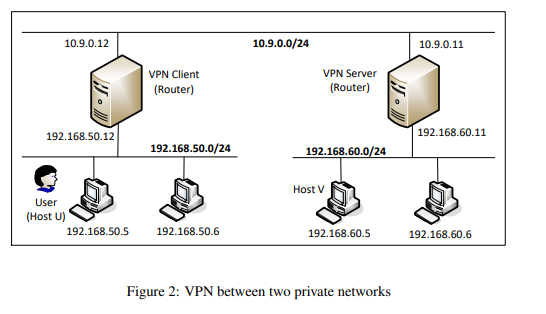 10.9.0.12 10.9.0.0/24 10.9.0.11
VPN Client
(Router)
VPN Server
(Router)
192.168.50.12 192.168.60.11
192.168.50.0/24 192.168.60.0/24
User
(Host U)
Host V
192.168.50.5 192.168.50.6 192.168.60.5 192.168.60.6
Figure 2: VPN between two private networks